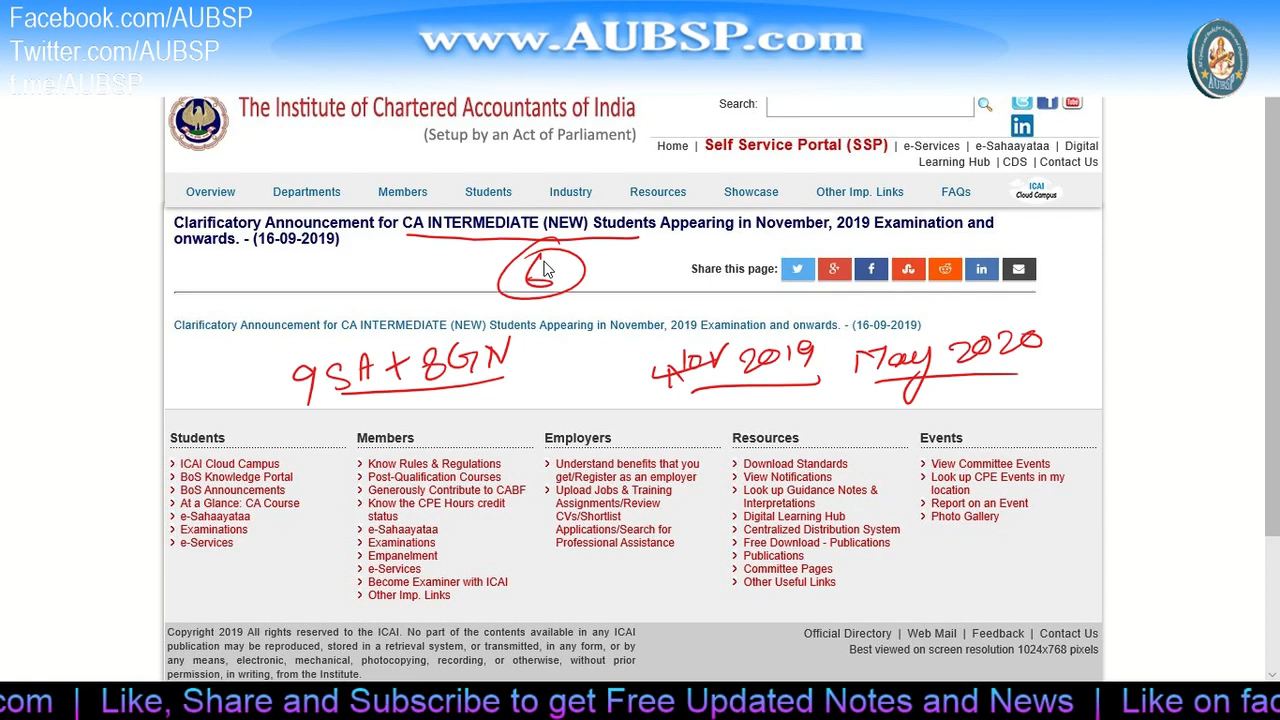 Facebook.com/AUBSP
Twitter.com/AUBSP
t.me/AUBSP
www.AUBSP.com
AUBSP
The Institute of Chartered Accountants of India
(Setup by an Act of Parliament)
Search:
Home | Self Service Portal (SSP) | e-Services | e-Sahaayataa | Digital
Learning Hub | CDS | Contact Us
Overview Departments Members Students Industry Resources Showcase Other Imp. Links FAQs ICAI Cloud Campus
Clarificatory Announcement for CA INTERMEDIATE (NEW) Students Appearing in November, 2019 Examination and
onwards. - (16-09-2019)
6
Share this page:
Clarificatory Announcement for CA INTERMEDIATE (NEW) Students Appearing in November, 2019 Examination and onwards. - (16-09-2019)
9SA + 8GN
Nov 2019 May 2020
Students
ICAI Cloud Campus
BoS Knowledge Portal
BoS Announcements
At a Glance: CA Course
e-Sahaayataa
Examinations
e-Services
Members
Know Rules & Regulations
Post-Qualification Courses
Generously Contribute to CABF
Know the CPE Hours credit
status
e-Sahaayataa
Examinations
Empanelment
e-Services
Become Examiner with ICAI
Other Imp. Links
Employers
Understand benefits that you
get/Register as an employer
Upload Jobs & Training
Assignments/Review
CVs/Shortlist
Applications/Search for
Professional Assistance
Resources
Download Standards
View Notifications
Look up Guidance Notes &
Interpretations
Digital Learning Hub
Centralized Distribution System
Free Download - Publications
Publications
Committee Pages
Other Useful Links
Events
View Committee Events
Look up CPE Events in my
location
Report on an Event
Photo Gallery
Copyright 2019 All rights reserved to the ICAI. No part of the contents available in any ICAI
publication may be reproduced, stored in a retrieval system, or transmitted, in any form, or by
any means, electronic, mechanical, photocopying, recording, or otherwise, without prior
permission, in writing, from the Institute.
Official Directory | Web Mail | Feedback | Contact Us
Best viewed on screen resolution 1024x768 pixels
com | Like, Share and Subscribe to get Free Updated Notes and News | Like on fac